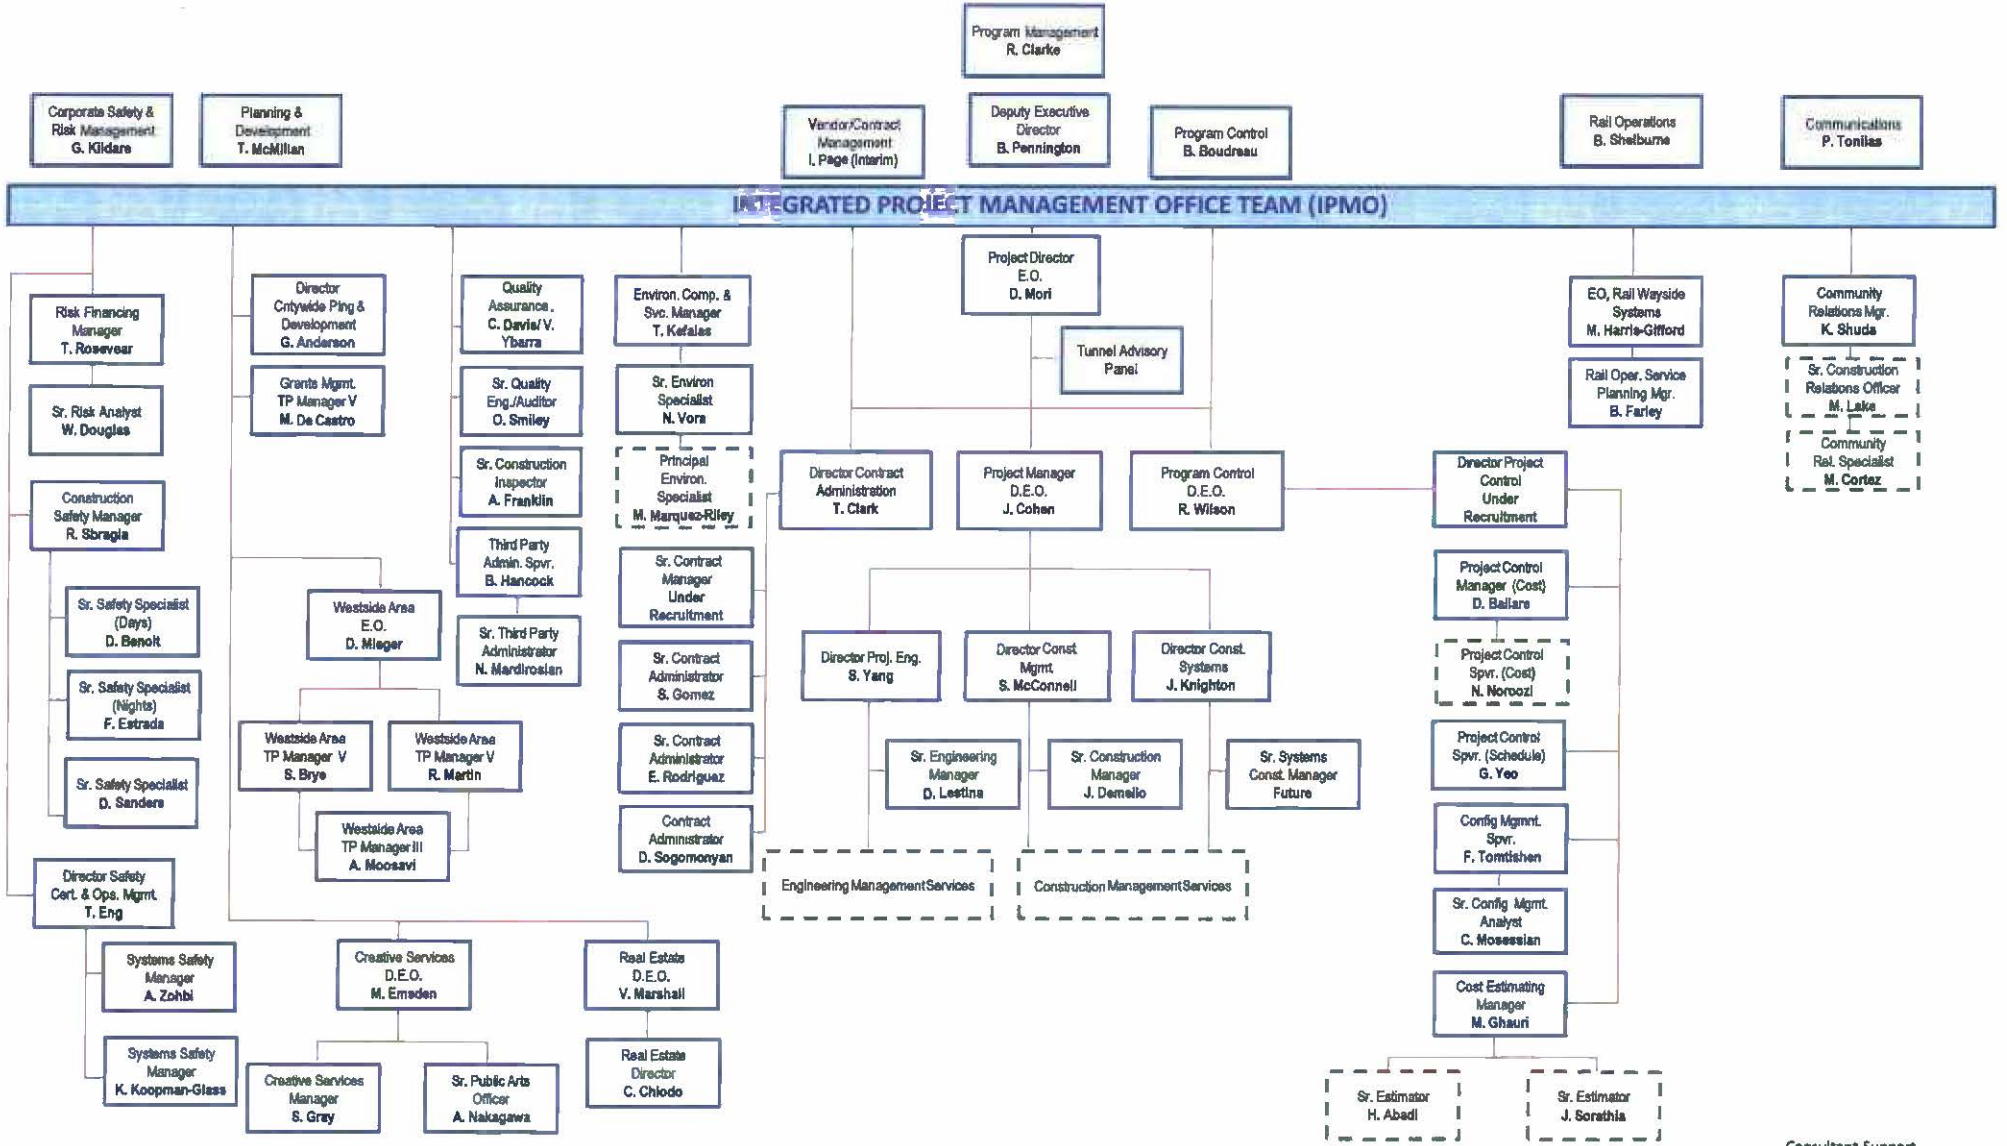 Program Management
R. Clarke
Corporate Safety &
Risk Management
G. Kildare
Planning &
Development
T. McMillan
Vendor/Contract
Management
I. Page (Interim)
Deputy Executive
Director
B. Pennington
Program Control
B. Boudreau
Rail Operations
B. Shelburne
Communications
P. Tonilas
INTEGRATED PROJECT MANAGEMENT OFFICE TEAM (IPMO)
Risk Financing
Manager
T. Rosevear
Sr. Risk Analyst
W. Douglas
Construction
Safety Manager
R. Sbragia
Sr. Safety Specialist
(Days)
D. Benoit
Sr. Safety Specialist
(Nights)
F. Estrada
Sr. Safety Specialist
D. Sanders
Director Safety
Cert. & Ops. Mgmt.
T. Eng
Systems Safety
Manager
A. Zohbi
Systems Safety
Manager
K. Koopman-Glass
Director
Cntywide Plng &
Development
G. Anderson
Grants Mgmt.
TP Manager V
M. De Castro
Westside Area
E.O.
D. Mieger
Westside Area
TP Manager V
S. Brye
Westside Area
TP Manager V
R. Martin
Westside Area
TP Manager III
A. Moosavi
Creative Services
D.E.O.
M. Emsden
Creative Services
Manager
S. Gray
Sr. Public Arts
Officer
A. Nakagawa
Real Estate
D.E.O.
V. Marshall
Real Estate
Director
C. Chiodo
Quality
Assurance.
C. Davis/ V.
Ybarra
Sr. Quality
Eng./Auditor
O. Smiley
Sr. Construction
Inspector
A. Franklin
Third Party
Admin. Spvr.
B. Hancock
Sr. Third Party
Administrator
N. Mardirosian
Environ. Comp. &
Svc. Manager
T. Kefalas
Sr. Environ
Specialist
N. Vora
Principal
Environ.
Specialist
M. Marquez-Riley
Sr. Contract
Manager
Under
Recruitment
Sr. Contract
Administrator
S. Gomez
Sr. Contract
Administrator
E. Rodriguez
Contract
Administrator
D. Sogomonyan
Project Director
E.O.
D. Mori
Tunnel Advisory
Panel
Director Contract
Administration
T. Clark
Project Manager
D.E.O.
J. Cohen
Program Control
D.E.O.
R. Wilson
Director Proj. Eng.
S. Yang
Director Const.
Mgmt.
S. McConnell
Director Const.
Systems
J. Knighton
Sr. Engineering
Manager
D. Lestina
Sr. Construction
Manager
J. Demello
Sr. Systems
Const. Manager
Future
Engineering Management Services
Construction Management Services
Director Project
Control
Under
Recruitment
Project Control
Manager (Cost)
D. Ballare
Project Control
Spvr. (Cost)
N. Noroozi
Project Control
Spvr. (Schedule)
G. Yeo
Config Mgmnt.
Spvr.
F. Tomtishen
Sr. Config Mgmt.
Analyst
C. Mosessian
Cost Estimating
Manager
M. Ghauri
Sr. Estimator
H. Abadi
Sr. Estimator
J. Sorathia
EO, Rail Wayside
Systems
M. Harris-Gifford
Rail Oper. Service
Planning Mgr.
B. Farley
Community
Relations Mgr.
K. Shuda
Sr. Construction
Relations Officer
M. Lake
Community
Rel. Specialist
M. Cortez
Consultant Support